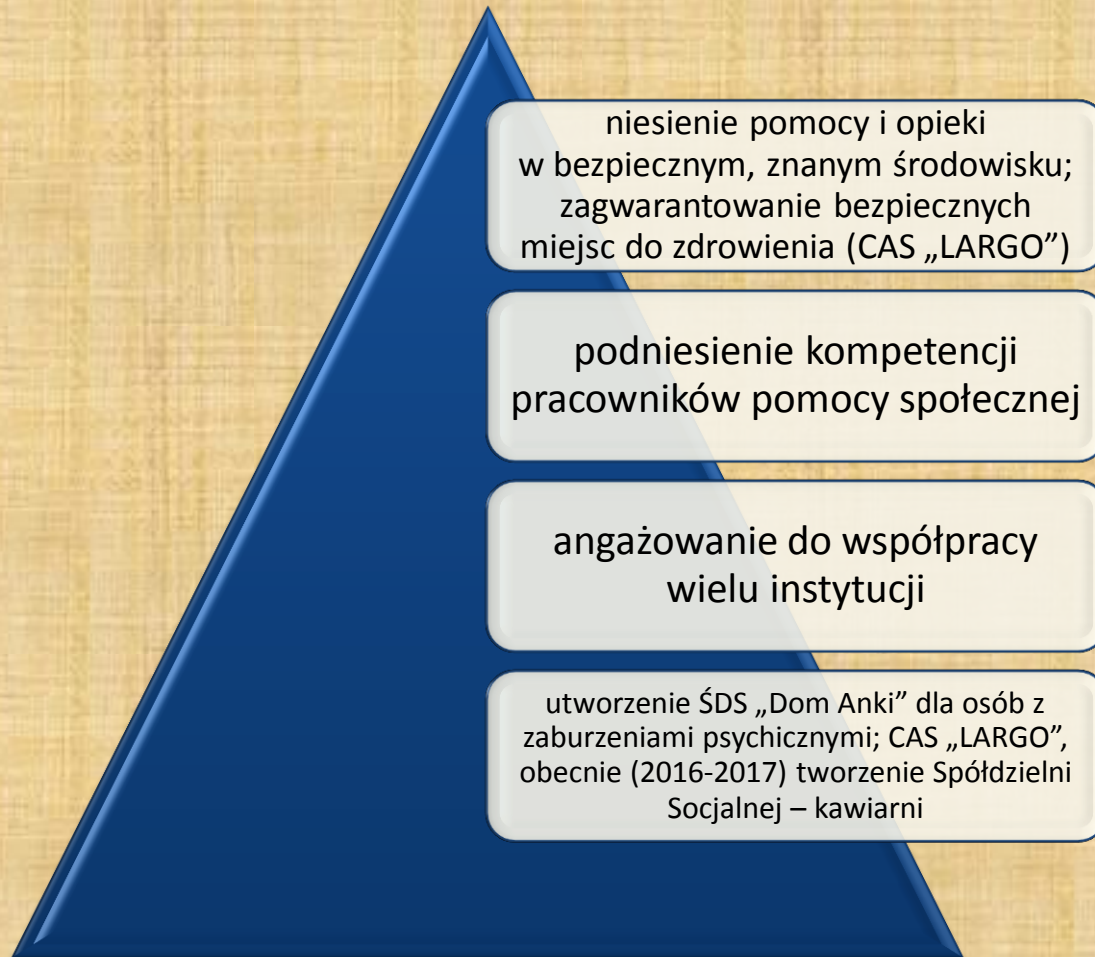 niesienie pomocy i opieki
w bezpiecznym, znanym środowisku;
zagwarantowanie bezpiecznych
miejsc do zdrowienia (CAS „LARGO”)
podniesienie kompetencji
pracowników pomocy społecznej
angażowanie do współpracy
wielu instytucji
utworzenie ŚDS „Dom Anki” dla osób z
zaburzeniami psychicznymi; CAS „LARGO”,
obecnie (2016-2017) tworzenie Spółdzielni
Socjalnej – kawiarni